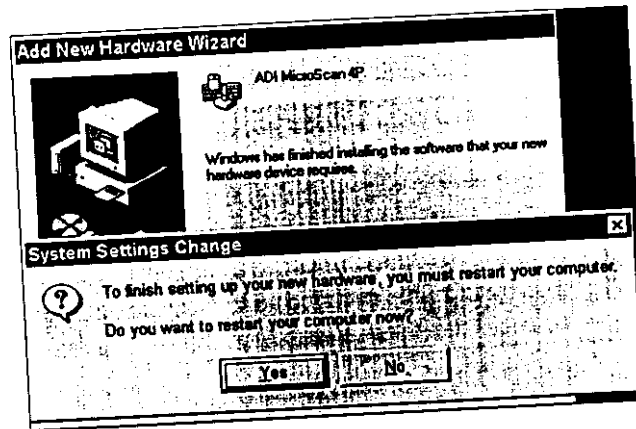 Add New Hardware Wizard
ADI MicroScan 4P
Windows has finished installing the software that your new
hardware device requires.
System Settings Change
To finish setting up your new hardware, you must restart your computer.
Do you want to restart your computer now?
Yes
No